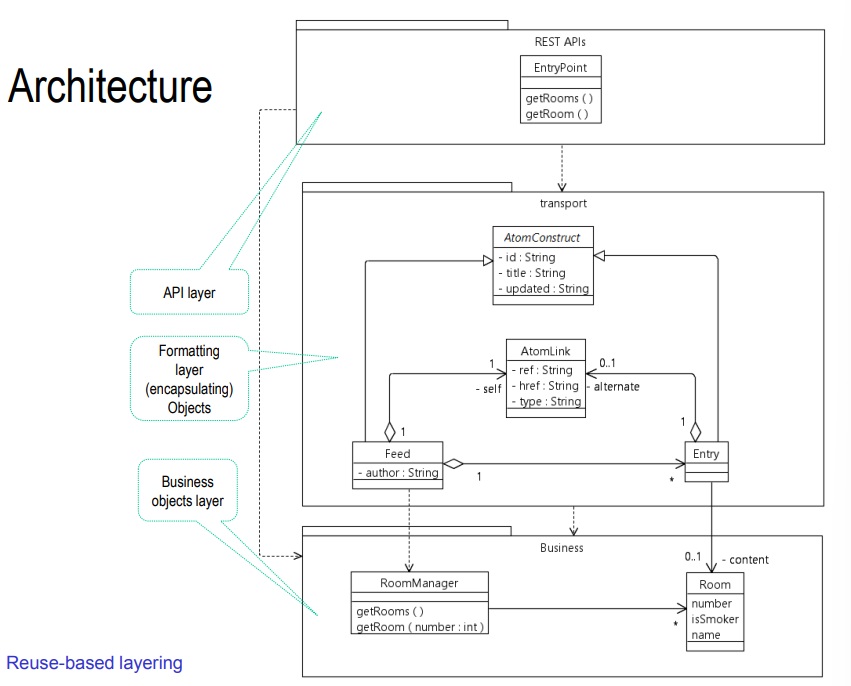 Architecture
REST APIs
EntryPoint
getRooms ( )
getRoom ( )
transport
AtomConstruct
- id : String
- title : String
- updated : String
API layer
Formatting
layer
(encapsulating)
Objects
AtomLink
- ref : String
- href : String
- type : String
1
- self
0..1
- alternate
1
1
Feed
- author : String
1
*
Entry
Business
objects layer
Business
0..1
- content
RoomManager
getRooms ( )
getRoom ( number : int )
*
Room
number
isSmoker
name
Reuse-based layering